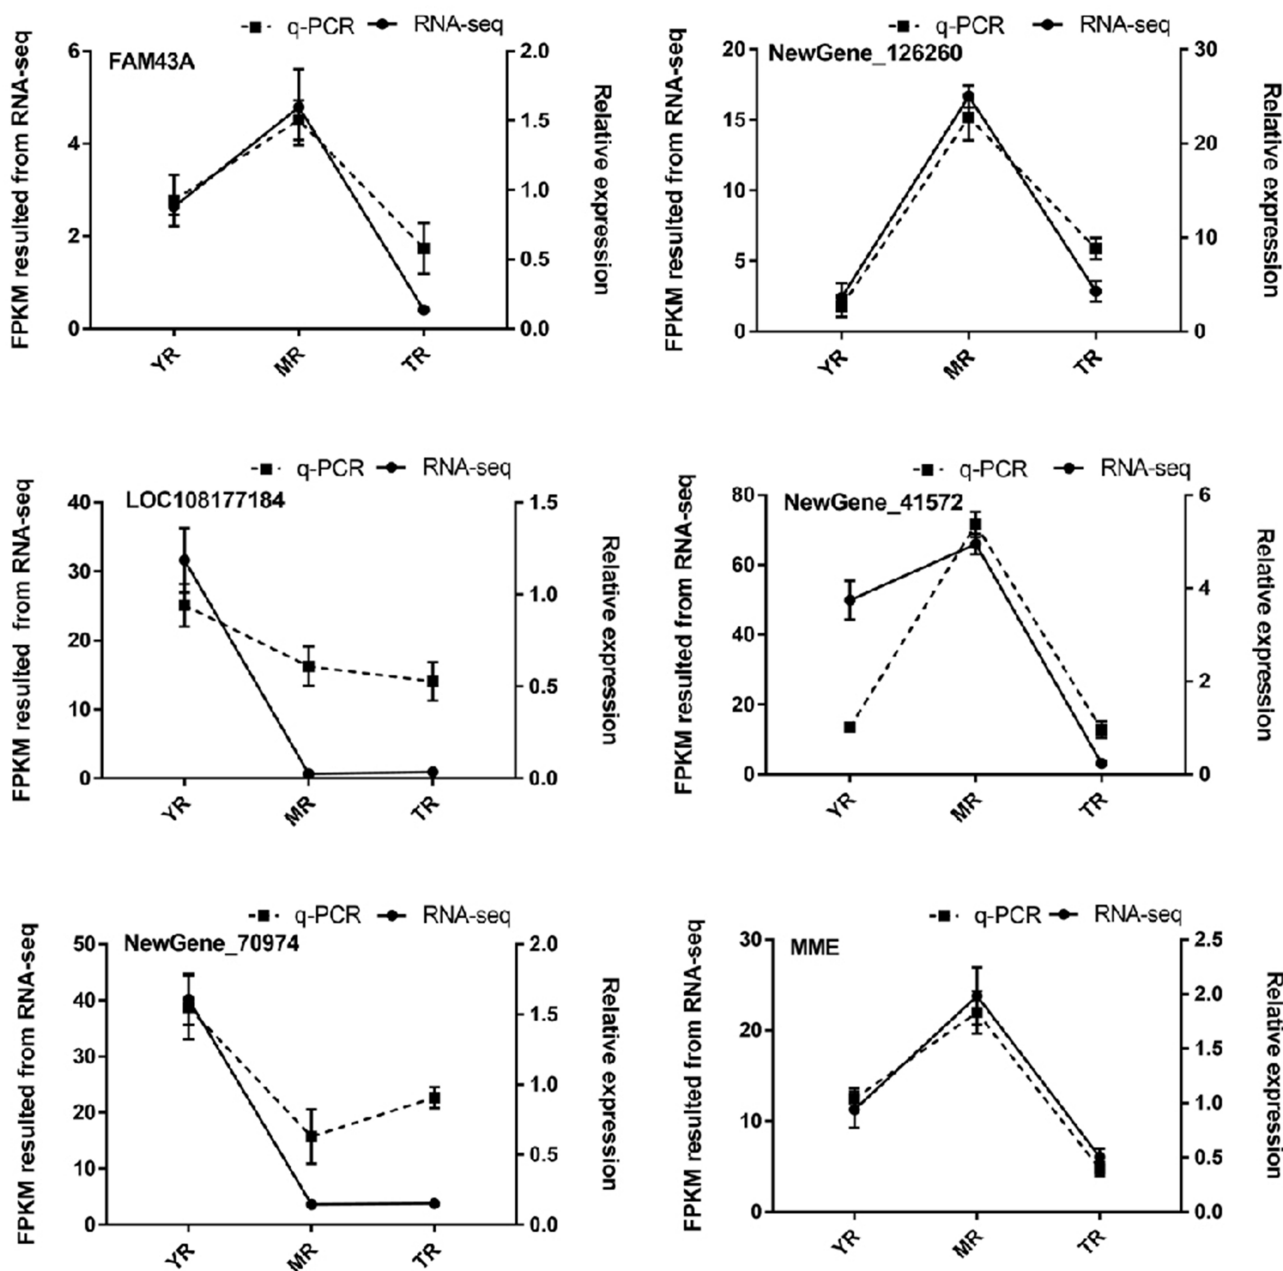 q-PCR RNA-seq
FAM43A
FPKM resulted from RNA-seq
6
4
2
0
2.0
1.5
1.0
0.5
0.0
Relative expression
YR MR TR
q-PCR RNA-seq
NewGene_126260
FPKM resulted from RNA-seq
20
15
10
5
0
30
20
10
0
Relative expression
YR MR TR
q-PCR RNA-seq
LOC108177184
FPKM resulted from RNA-seq
40
30
20
10
0
1.5
1.0
0.5
0.0
Relative expression
YR MR TR
q-PCR RNA-seq
NewGene_41572
FPKM resulted from RNA-seq
80
60
40
20
0
6
4
2
0
Relative expression
YR MR TR
q-PCR RNA-seq
NewGene_70974
FPKM resulted from RNA-seq
50
40
30
20
10
0
2.0
1.5
1.0
0.5
0.0
Relative expression
YR MR TR
q-PCR RNA-seq
MME
FPKM resulted from RNA-seq
30
20
10
0
2.5
2.0
1.5
1.0
0.5
0.0
Relative expression
YR MR TR